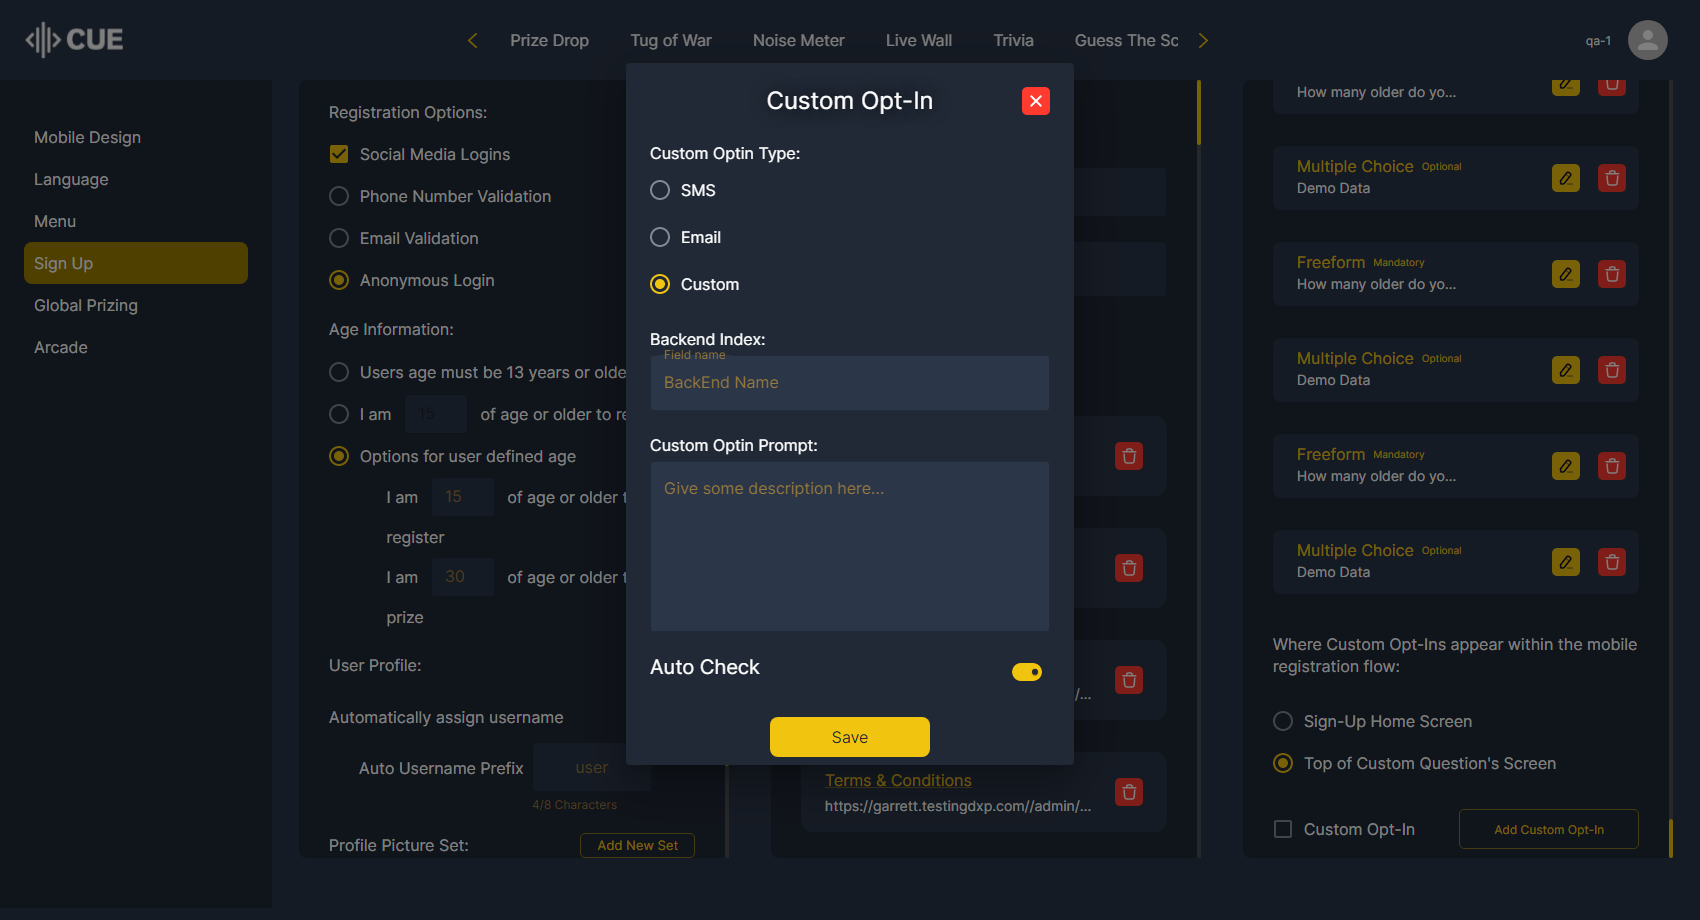 CUE
Prize Drop
Tug of War
Noise Meter
Live Wall
Trivia
Guess The Sc
qa-1
Mobile Design
Language
Menu
Sign Up
Global Prizing
Arcade
Registration Options:
Social Media Logins
Phone Number Validation
Email Validation
Anonymous Login
Age Information:
Users age must be 13 years or olde
I am 15 of age or older to re
Options for user defined age
I am 15 of age or older t
register
I am 30 of age or older t
prize
User Profile:
Automatically assign username
Auto Username Prefix user
4/8 Characters
Profile Picture Set:
Add New Set
Custom Opt-In
Custom Optin Type:
SMS
Email
Custom
Backend Index:
Field name
BackEnd Name
Custom Optin Prompt:
Give some description here...
Auto Check
Save
/...
Terms & Conditions
https://garrett.testingdxp.com//admin/...
How many older do yo...
Multiple Choice Optional
Demo Data
Freeform Mandatory
How many older do yo...
Multiple Choice Optional
Demo Data
Freeform Mandatory
How many older do yo...
Multiple Choice Optional
Demo Data
Where Custom Opt-Ins appear within the mobile
registration flow:
Sign-Up Home Screen
Top of Custom Question's Screen
Custom Opt-In
Add Custom Opt-In